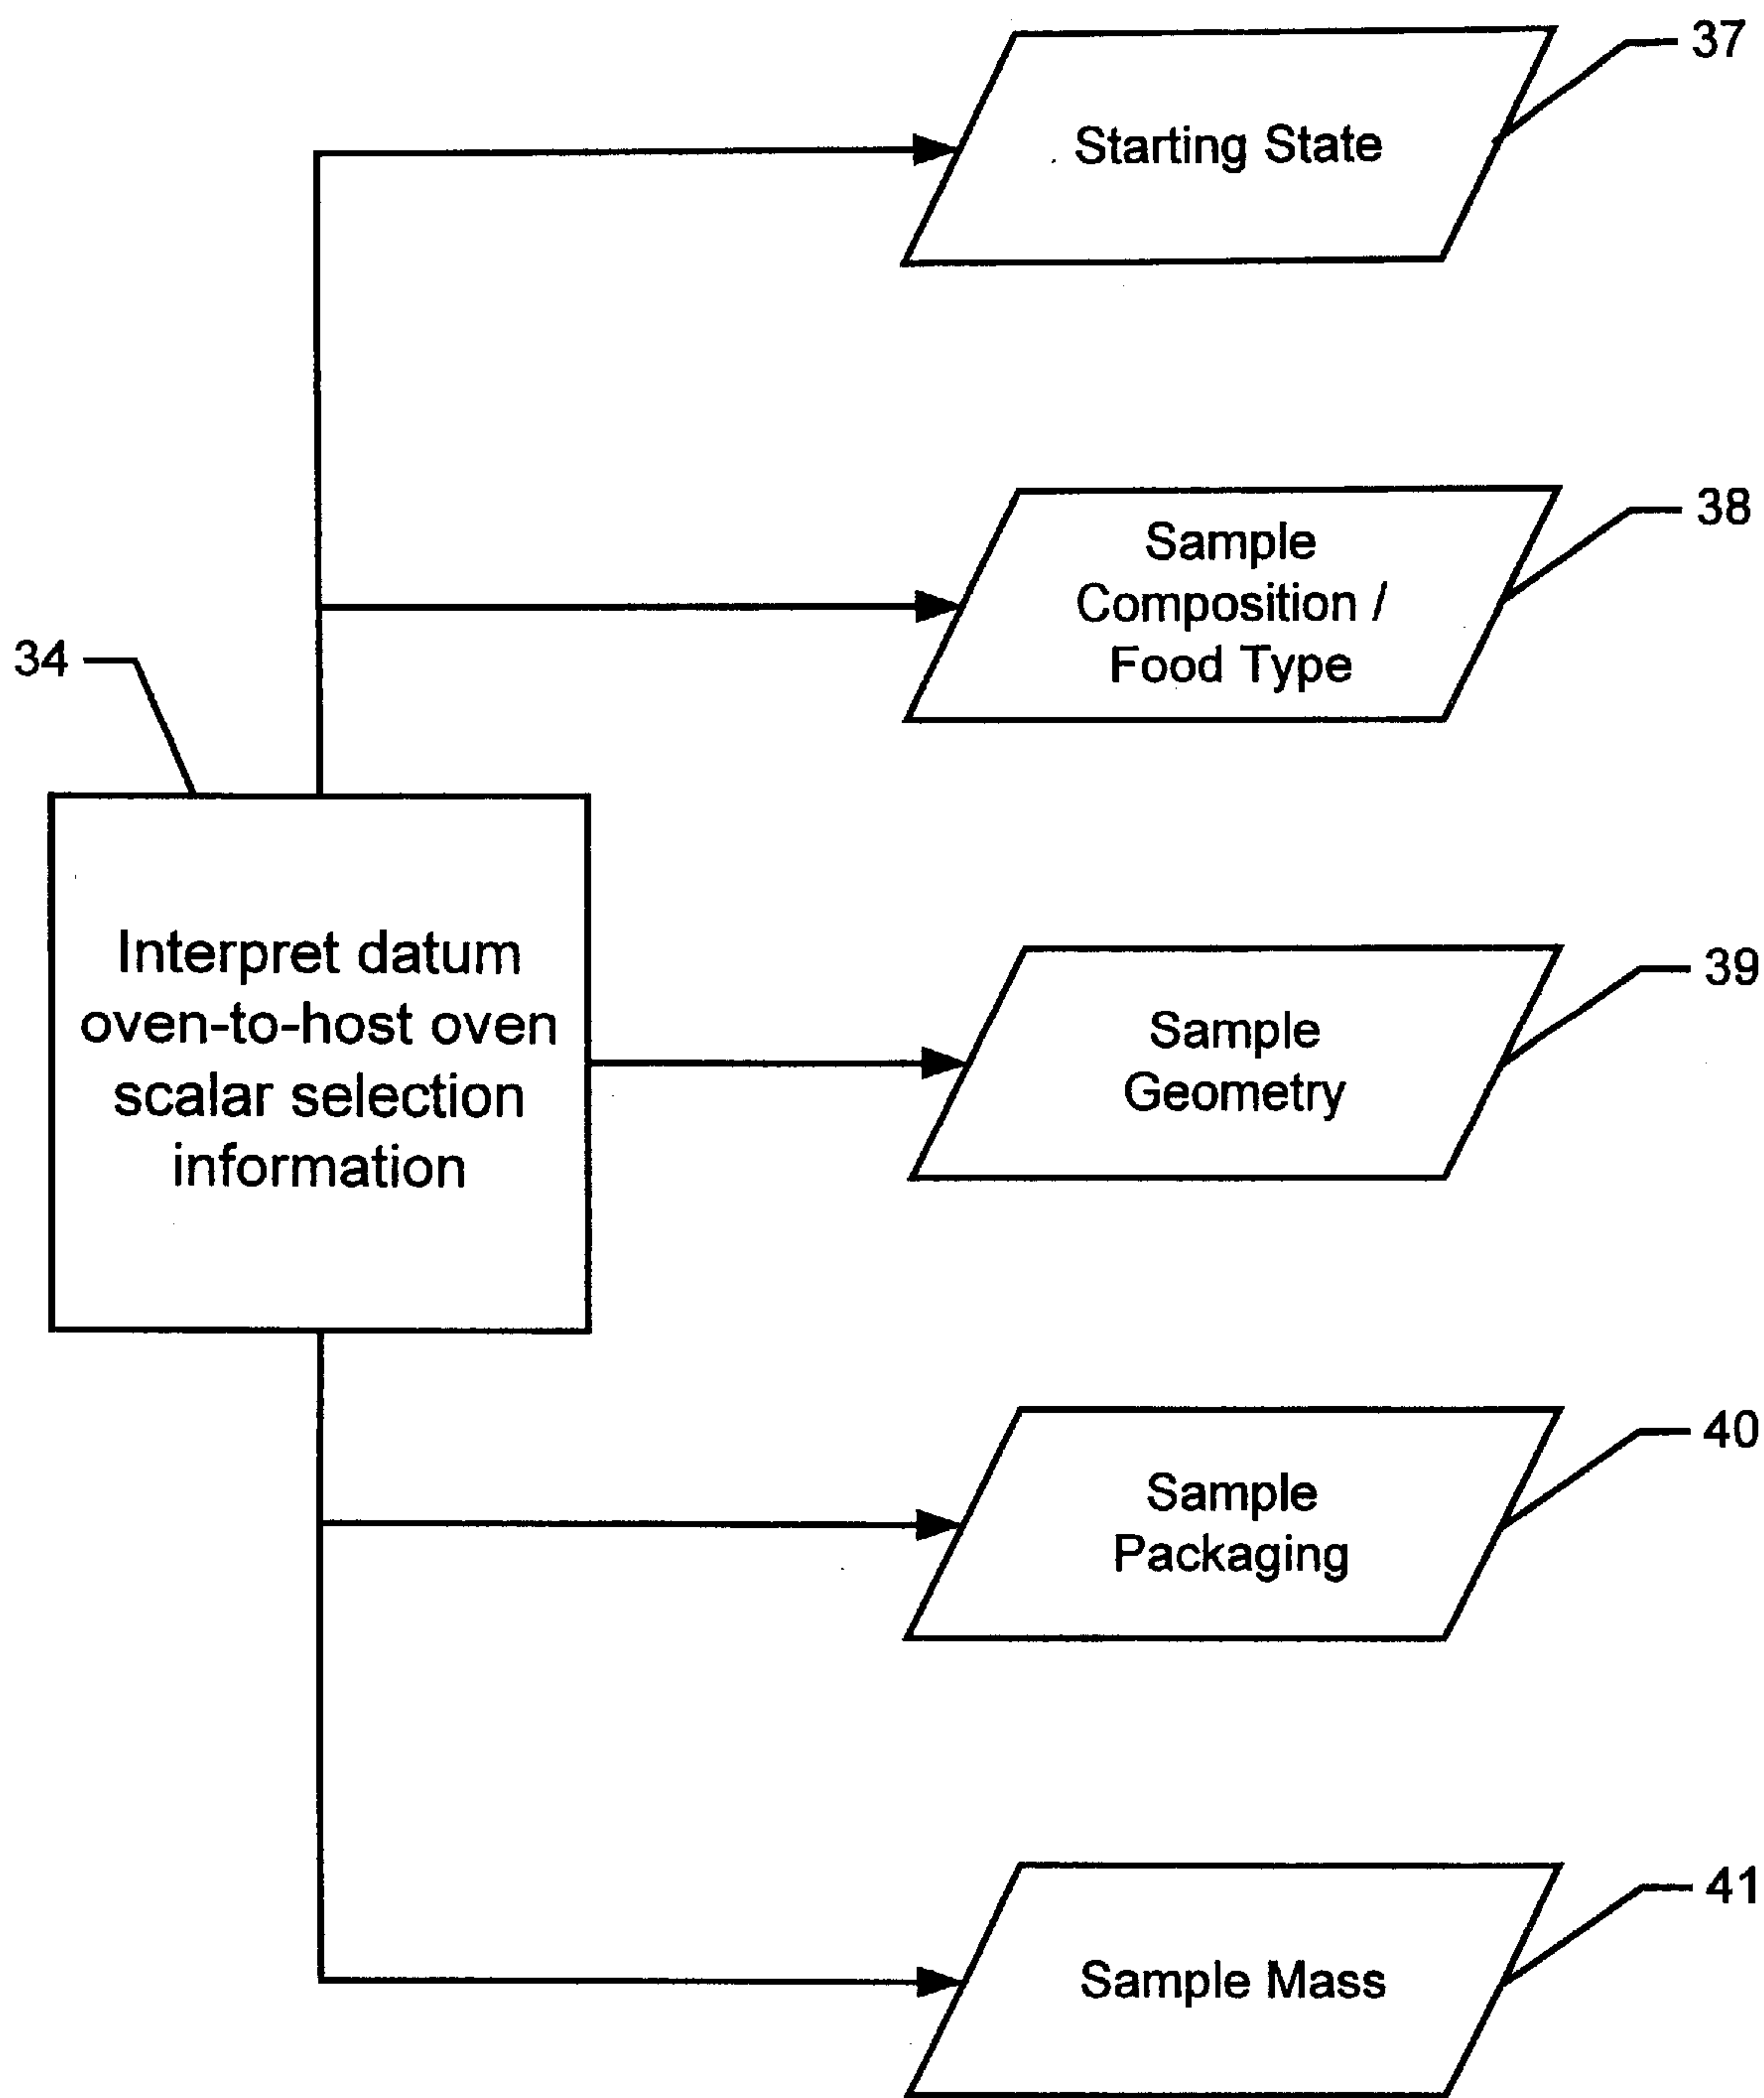 37
Starting State
38
Sample
Composition /
Food Type
34
Interpret datum
oven-to-host oven
scalar selection
information
39
Sample
Geometry
40
Sample
Packaging
41
Sample Mass